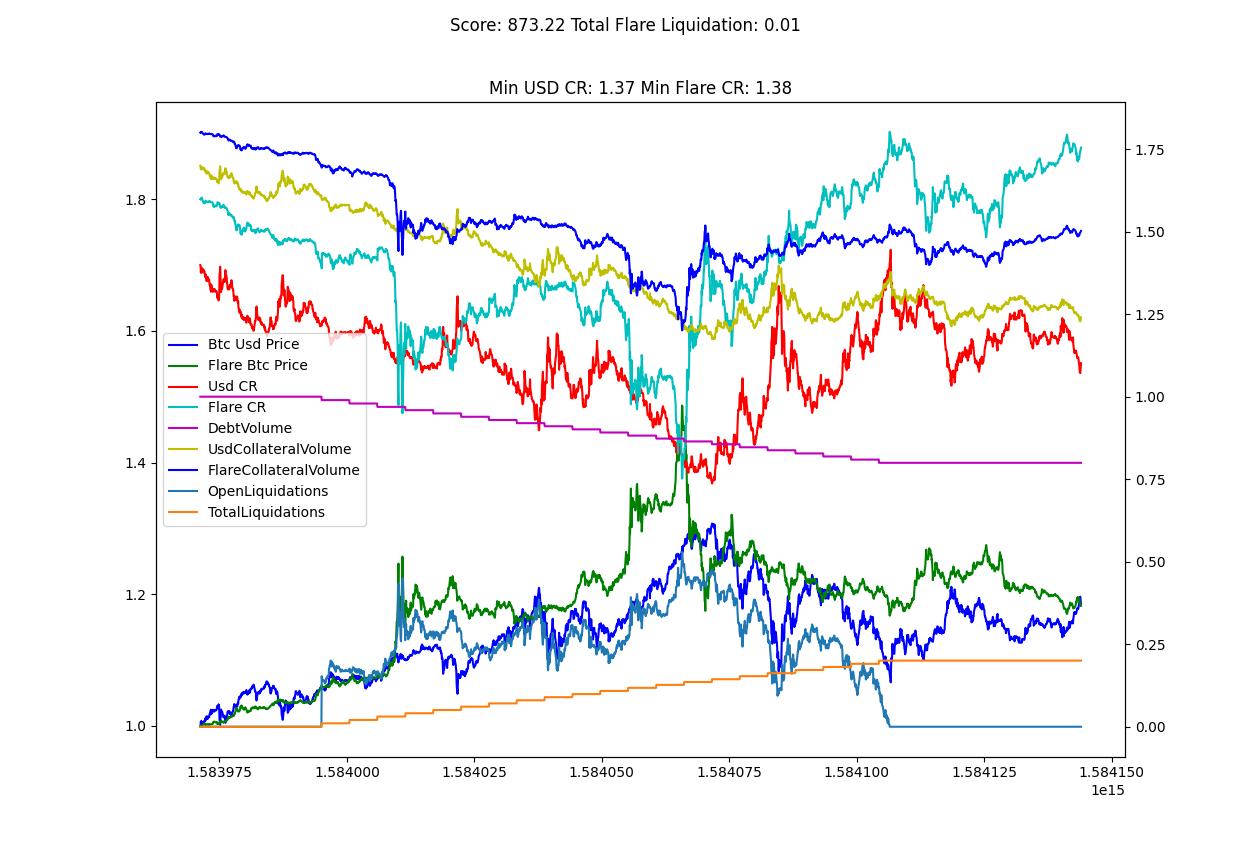 Score: 873.22 Total Flare Liquidation: 0.01
Min USD CR: 1.37 Min Flare CR: 1.38
1.8
1.6
1.4
1.2
1.0
Btc Usd Price
Flare Btc Price
Usd CR
Flare CR
DebtVolume
UsdCollateralVolume
FlareCollateralVolume
OpenLiquidations
TotalLiquidations
1.75
1.50
1.25
1.00
0.75
0.50
0.25
0.00
1.583975 1.584000 1.584025 1.584050 1.584075 1.584100 1.584125 1.584150
1e15